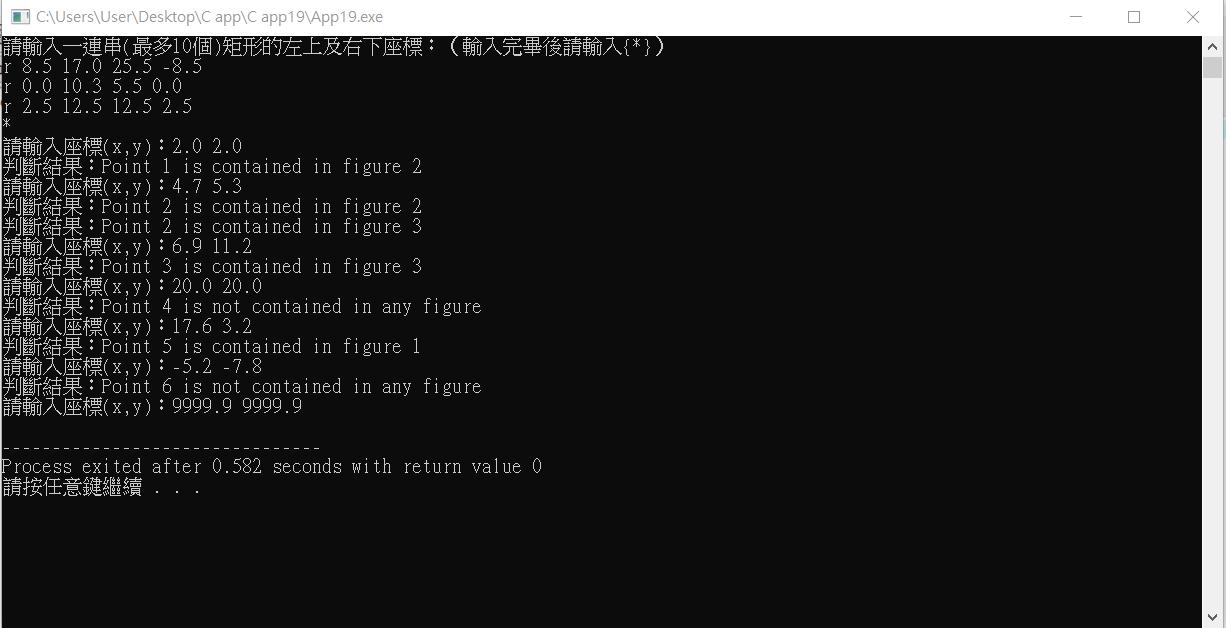 C:\Users\User\Desktop\C app\C app19\App19.exe
請輸入一連串(最多10個)矩形的左上及右下座標：（輸入完畢後請輸入{*}）
r 8.5 17.0 25.5 -8.5
r 0.0 10.3 5.5 0.0
r 2.5 12.5 12.5 2.5
*
請輸入座標(x,y)：2.0 2.0
判斷結果：Point 1 is contained in figure 2
請輸入座標(x,y)：4.7 5.3
判斷結果：Point 2 is contained in figure 2
判斷結果：Point 2 is contained in figure 3
請輸入座標(x,y)：6.9 11.2
判斷結果：Point 3 is contained in figure 3
請輸入座標(x,y)：20.0 20.0
判斷結果：Point 4 is not contained in any figure
請輸入座標(x,y)：17.6 3.2
判斷結果：Point 5 is contained in figure 1
請輸入座標(x,y)：-5.2 -7.8
判斷結果：Point 6 is not contained in any figure
請輸入座標(x,y)：9999.9 9999.9
--------------------------------
Process exited after 0.582 seconds with return value 0
請按任意鍵繼續 . . .